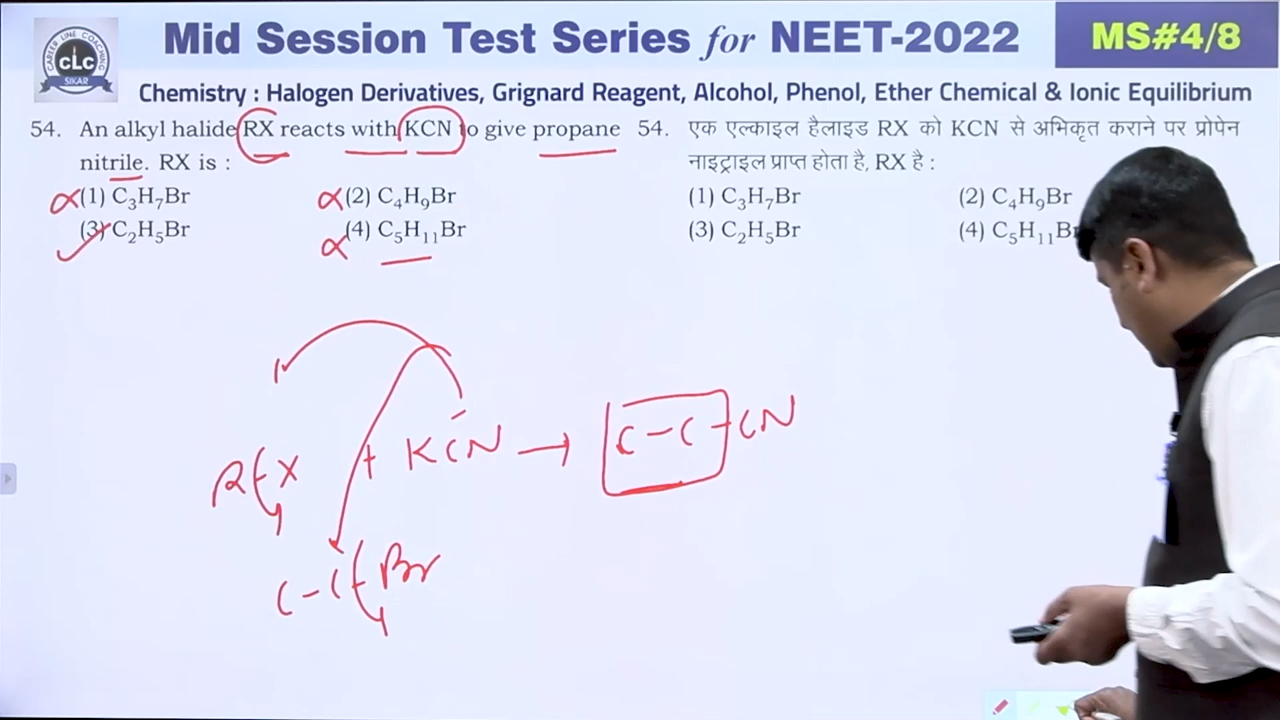 CAREER LINE COACHING
CLC
SIKAR
Mid Session Test Series for NEET-2022
MS#4/8
Chemistry : Halogen Derivatives, Grignard Reagent, Alcohol, Phenol, Ether Chemical & Ionic Equilibrium
54. An alkyl halide RX reacts with KCN to give propane
nitrile. RX is :
(1) C₃H₇Br (2) C₄H₉Br
(3) C₂H₅Br (4) C₅H₁₁Br
54. एक एल्काइल हैलाइड RX को KCN से अभिकृत कराने पर प्रोपेन
नाइट्राइल प्राप्त होता है, RX है :
(1) C₃H₇Br (2) C₄H₉Br
(3) C₂H₅Br (4) C₅H₁₁Br
R-X + KCN → C-C-CN
C-C-Br